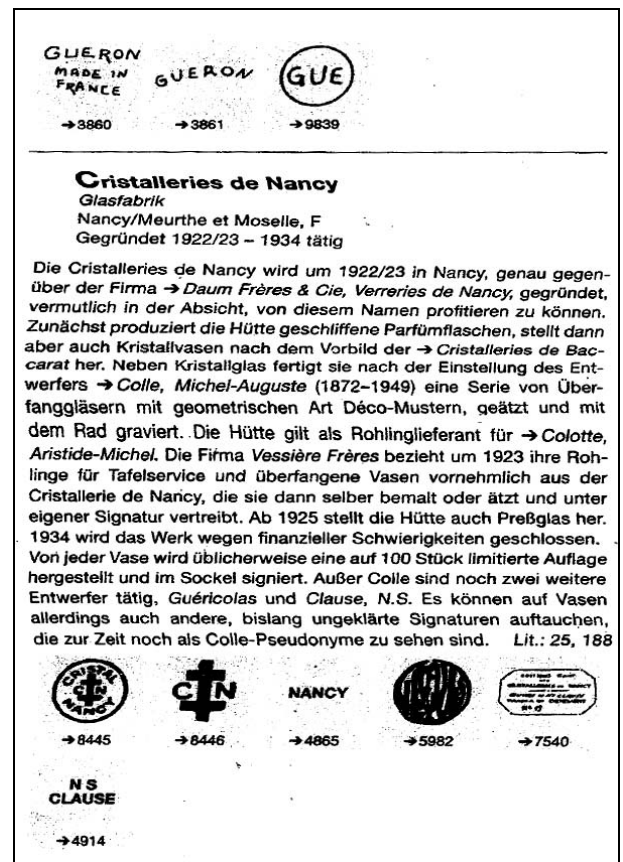 GUERON
MADE IN
FRANCE
GUERON
GUE
→3860
→3861
→9839
Cristalleries de Nancy
Glasfabrik
Nancy/Meurthe et Moselle, F
Gegründet 1922/23 – 1934 tätig
Die Cristalleries de Nancy wird um 1922/23 in Nancy, genau gegen-
über der Firma → Daum Frères & Cie, Verreries de Nancy, gegründet,
vermutlich in der Absicht, von diesem Namen profitieren zu können.
Zunächst produziert die Hütte geschliffene Parfümflaschen, stellt dann
aber auch Kristallvasen nach dem Vorbild der → Cristalleries de Bac-
carat her. Neben Kristallglas fertigt sie nach der Einstellung des Ent-
werfers → Colle, Michel-Auguste (1872–1949) eine Serie von Über-
fanggläsern mit geometrischen Art Déco-Mustern, geätzt und mit
dem Rad graviert. Die Hütte gilt als Rohlinglieferant für → Colotte,
Aristide-Michel. Die Firma Vessière Frères bezieht um 1923 ihre Roh-
linge für Tafelservice und überfangene Vasen vornehmlich aus der
Cristallerie de Nancy, die sie dann selber bemalt oder ätzt und unter
eigener Signatur vertreibt. Ab 1925 stellt die Hütte auch Preßglas her.
1934 wird das Werk wegen finanzieller Schwierigkeiten geschlossen.
Von jeder Vase wird üblicherweise eine auf 100 Stück limitierte Auflage
hergestellt und im Sockel signiert. Außer Colle sind noch zwei weitere
Entwerfer tätig, Guéricolas und Clause, N.S. Es können auf Vasen
allerdings auch andere, bislang ungeklärte Signaturen auftauchen,
die zur Zeit noch als Colle-Pseudonyme zu sehen sind. Lit.: 25, 188
CRISTAL
CN
NANCY
CN
NANCY
→8445
→8446
→4865
→5982
→7540
N S
CLAUSE
→4914